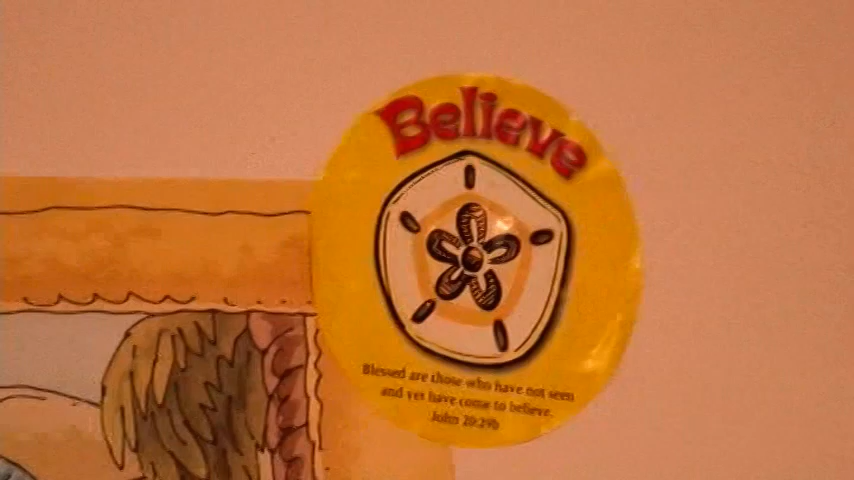 Believe
Blessed are those who have not seen
and yet have come to believe.
John 20:29b